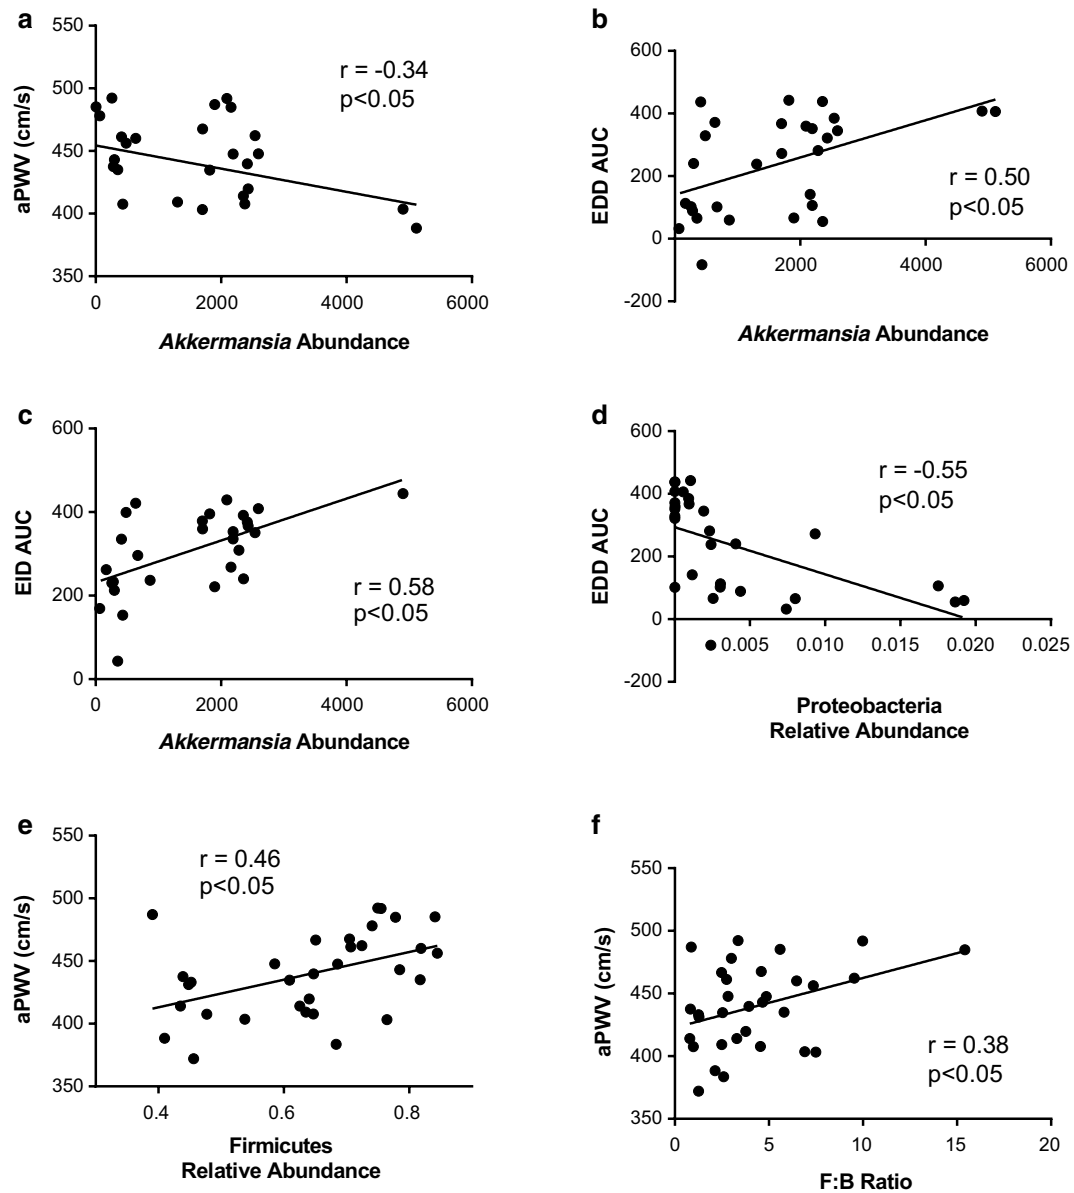 a
550
500
450
400
350
aPWV (cm/s)
r = -0.34
p<0.05
0
2000
4000
6000
Akkermansia Abundance
b
600
400
200
0
-200
EDD AUC
r = 0.50
p<0.05
2000
4000
6000
Akkermansia Abundance
c
600
400
200
0
EID AUC
r = 0.58
p<0.05
0
2000
4000
6000
Akkermansia Abundance
d
600
400
200
0
-200
EDD AUC
r = -0.55
p<0.05
0.005
0.010
0.015
0.020
0.025
Proteobacteria
Relative Abundance
e
550
500
450
400
350
aPWV (cm/s)
r = 0.46
p<0.05
0.4
0.6
0.8
Firmicutes
Relative Abundance
f
550
500
450
400
350
aPWV (cm/s)
r = 0.38
p<0.05
0
5
10
15
20
F:B Ratio